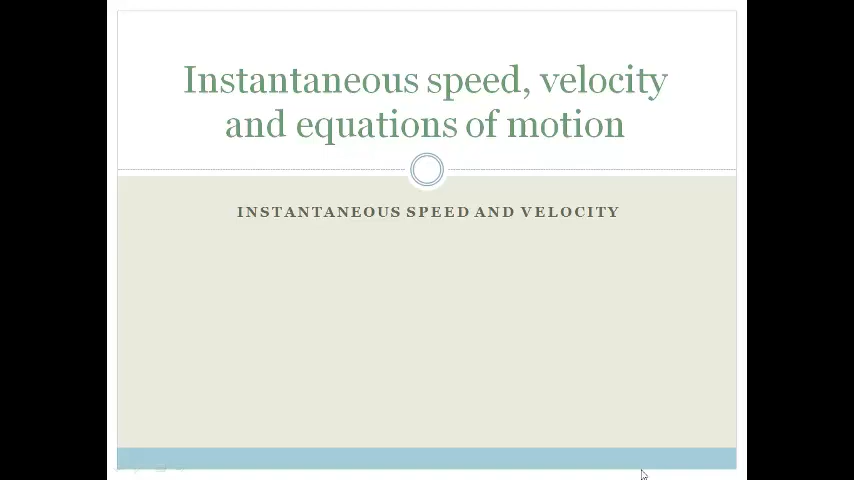 Instantaneous speed, velocity
and equations of motion
INSTANTANEOUS SPEED AND VELOCITY